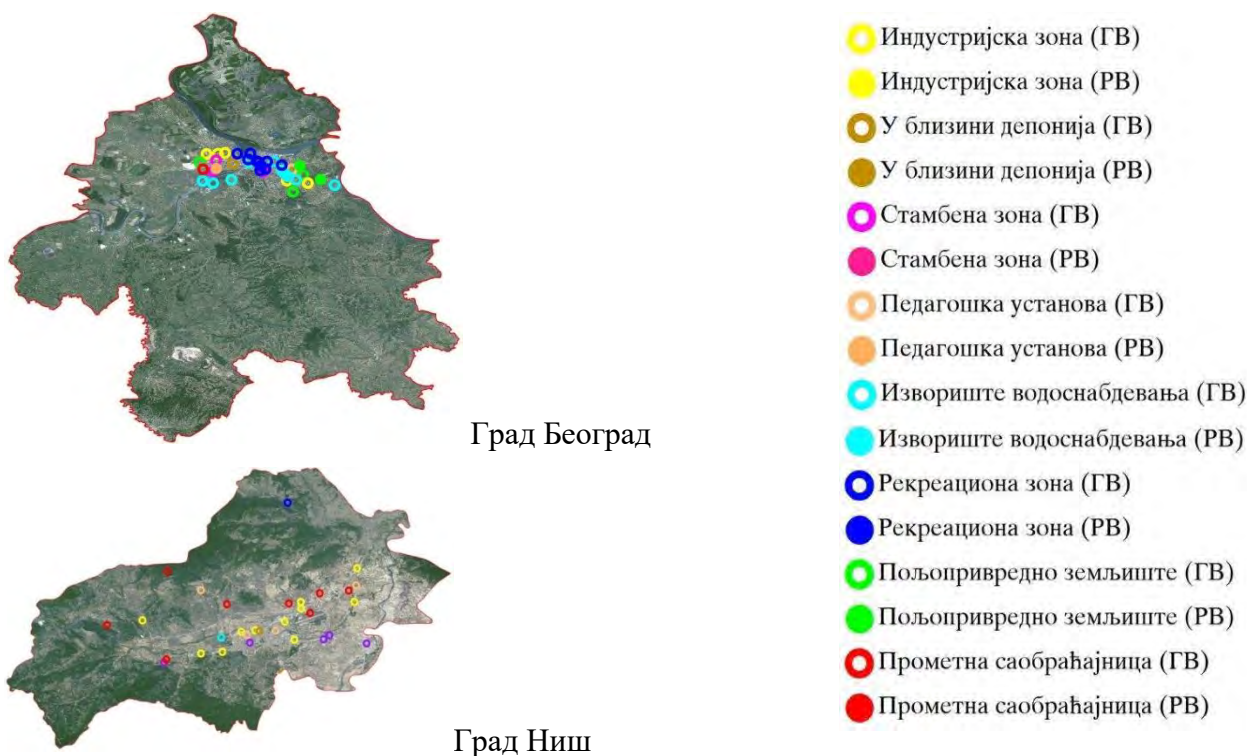 Град Београд
Град Ниш
Индустријска зона (ГВ)
Индустријска зона (РВ)
У близини депонија (ГВ)
У близини депонија (РВ)
Стамбена зона (ГВ)
Стамбена зона (РВ)
Педагошка установа (ГВ)
Педагошка установа (РВ)
Извориште водоснабдевања (ГВ)
Извориште водоснабдевања (РВ)
Рекреациона зона (ГВ)
Рекреациона зона (РВ)
Пољопривредно земљиште (ГВ)
Пољопривредно земљиште (РВ)
Прометна саобраћајница (ГВ)
Прометна саобраћајница (РВ)